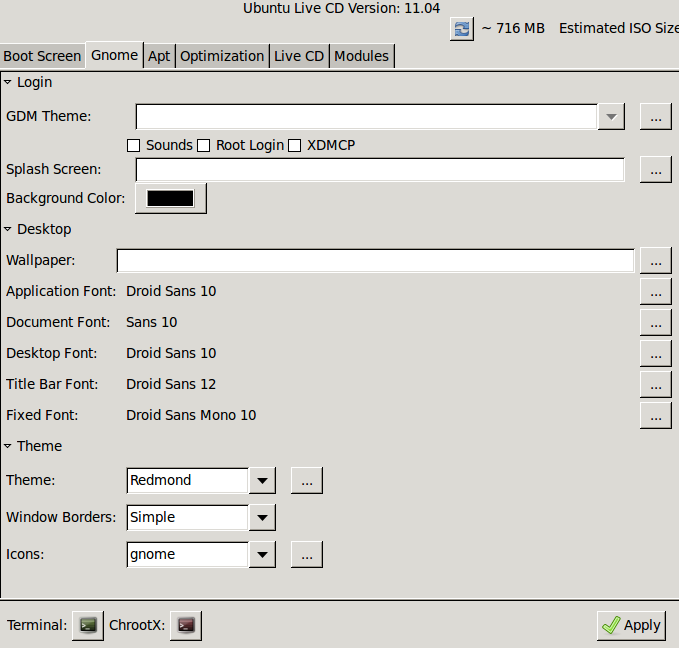 Ubuntu Live CD Version: 11.04
~ 716 MB Estimated ISO Size
Boot Screen Gnome Apt Optimization Live CD Modules
Login
GDM Theme: ...
Sounds Root Login XDMCP
Splash Screen: ...
Background Color:
Desktop
Wallpaper: ...
Application Font: Droid Sans 10 ...
Document Font: Sans 10 ...
Desktop Font: Droid Sans 10 ...
Title Bar Font: Droid Sans 12 ...
Fixed Font: Droid Sans Mono 10 ...
Theme
Theme: Redmond ...
Window Borders: Simple
Icons: gnome ...
Terminal: ChrootX: Apply